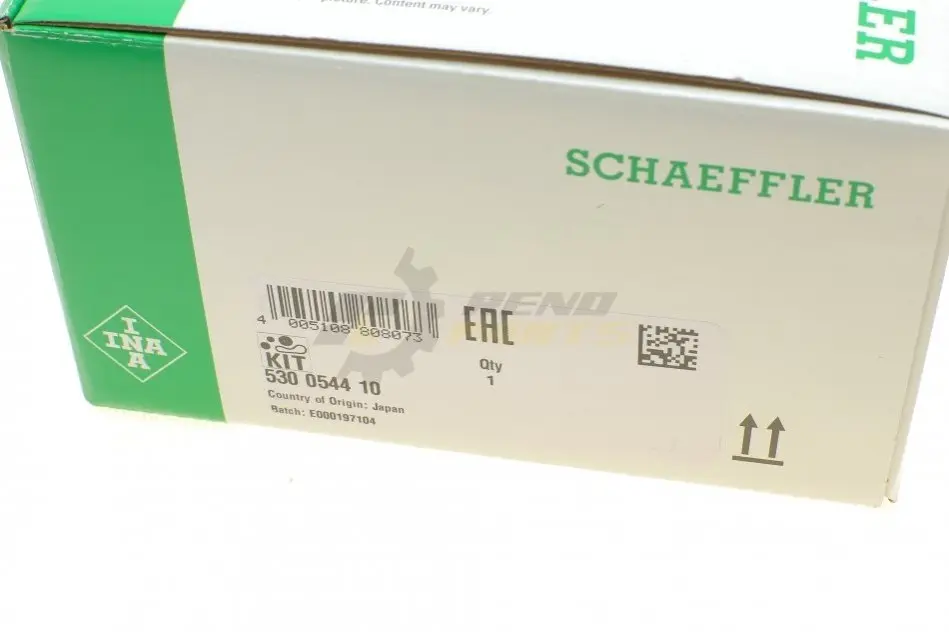 picture. Content may vary.
SCHAEFFLER
I
INA
A
4 005108 808073
EAC
KIT
530 0544 10
Qty
1
Country of Origin: Japan
Batch: E000197104